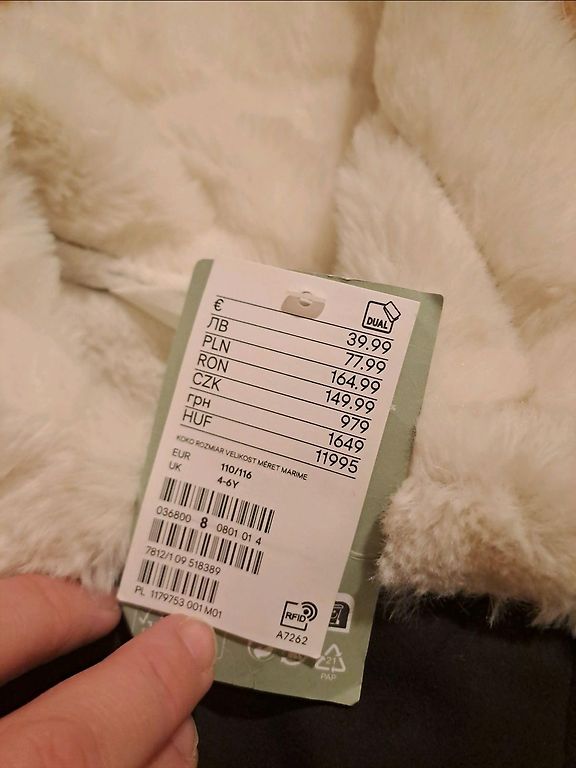 DUAL
€ 39.99
ЛВ 77.99
PLN 164.99
RON 149.99
CZK 979
грн 1649
HUF 11995
KOKO ROZMIAR VELIKOST MÉRET MARIME
EUR 110/116
UK 4-6Y
036800 8 0801 01 4
7812/1 09 518389
PL 1179753 001 M01
RFID
A7262
21
PAP